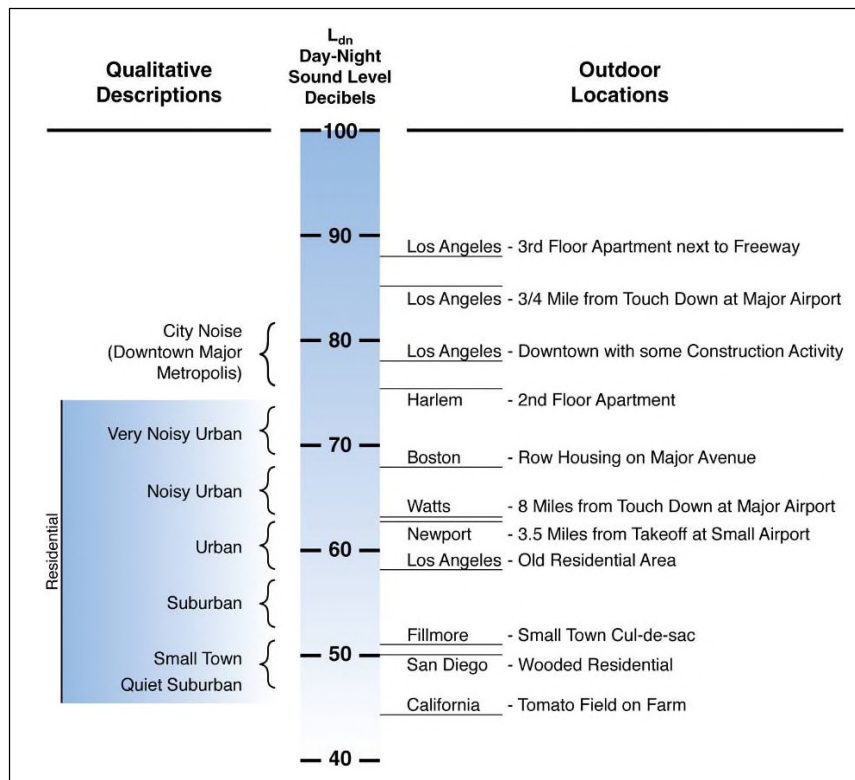 Qualitative
Descriptions
L_dn
Day-Night
Sound Level
Decibels
Outdoor
Locations
100
90
80
70
60
50
40
City Noise
(Downtown Major
Metropolis)
Residential
Very Noisy Urban
Noisy Urban
Urban
Suburban
Small Town
Quiet Suburban
Los Angeles - 3rd Floor Apartment next to Freeway
Los Angeles - 3/4 Mile from Touch Down at Major Airport
Los Angeles - Downtown with some Construction Activity
Harlem - 2nd Floor Apartment
Boston - Row Housing on Major Avenue
Watts - 8 Miles from Touch Down at Major Airport
Newport - 3.5 Miles from Takeoff at Small Airport
Los Angeles - Old Residential Area
Fillmore - Small Town Cul-de-sac
San Diego - Wooded Residential
California - Tomato Field on Farm